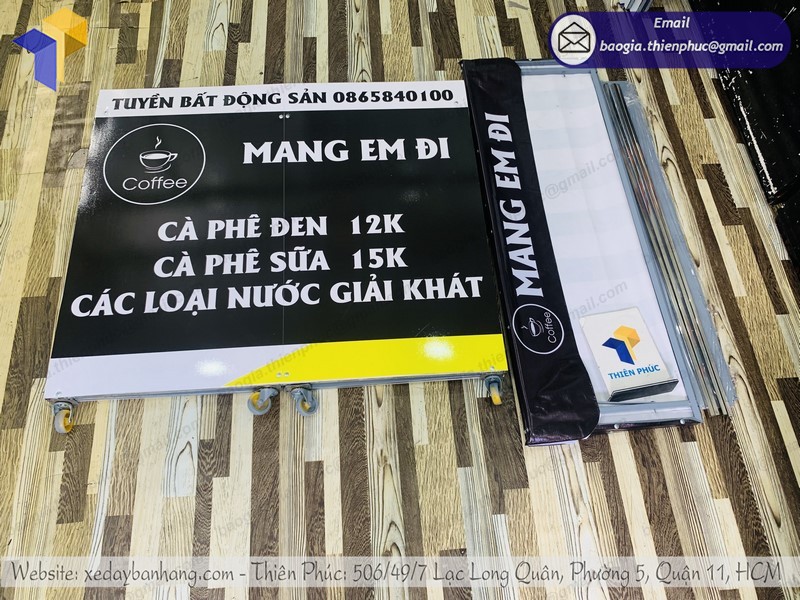 Email
baogia.thienphuc@gmail.com
TUYỀN BẤT ĐỘNG SẢN 0865840100
Coffee
MANG EM ĐI
CÀ PHÊ ĐEN 12K
CÀ PHÊ SỮA 15K
CÁC LOẠI NƯỚC GIẢI KHÁT
MANG EM ĐI
Coffee
THIÊN PHÚC
Website: xedaybanhang.com - Thiên Phúc: 506/49/7 Lạc Long Quân, Phường 5, Quận 11, HCM